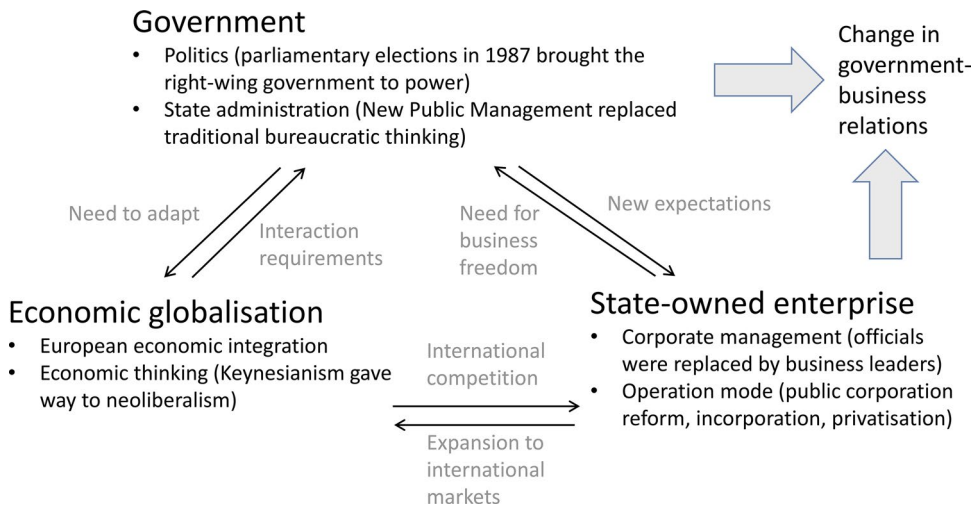 Government
• Politics (parliamentary elections in 1987 brought the
right-wing government to power)
• State administration (New Public Management replaced
traditional bureaucratic thinking)
Change in
government-
business
relations
Need to adapt
Interaction
requirements
Need for
business
freedom
New expectations
Economic globalisation
• European economic integration
• Economic thinking (Keynesianism gave
way to neoliberalism)
International
competition
Expansion to
international
markets
State-owned enterprise
• Corporate management (officials
were replaced by business leaders)
• Operation mode (public corporation
reform, incorporation, privatisation)